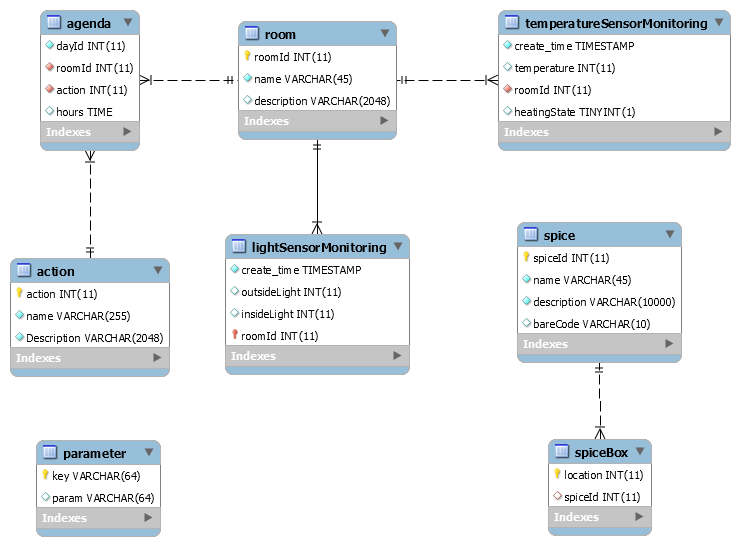 agenda
dayId INT(11)
roomId INT(11)
action INT(11)
hours TIME
Indexes
room
roomId INT(11)
name VARCHAR(45)
description VARCHAR(2048)
Indexes
temperatureSensorMonitoring
create_time TIMESTAMP
temperature INT(11)
roomId INT(11)
heatingState TINYINT(1)
Indexes
action
action INT(11)
name VARCHAR(255)
Description VARCHAR(2048)
Indexes
lightSensorMonitoring
create_time TIMESTAMP
outsideLight INT(11)
insideLight INT(11)
roomId INT(11)
Indexes
spice
spiceId INT(11)
name VARCHAR(45)
description VARCHAR(10000)
bareCode VARCHAR(10)
Indexes
parameter
key VARCHAR(64)
param VARCHAR(64)
Indexes
spiceBox
location INT(11)
spiceId INT(11)
Indexes